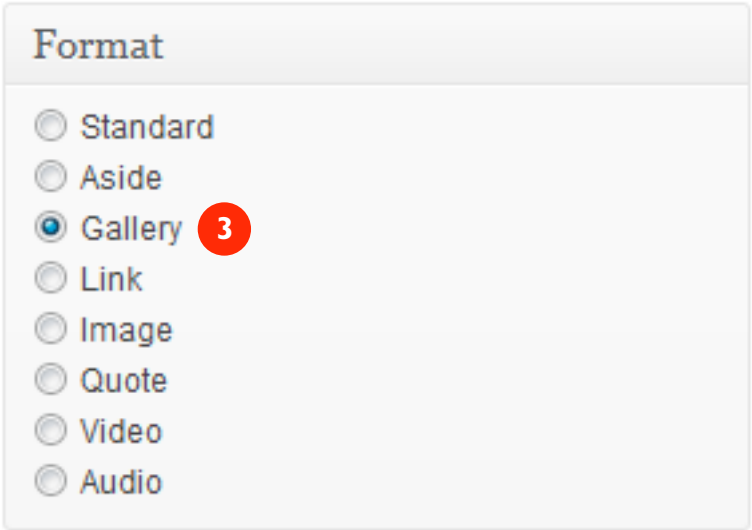 Format
Standard
Aside
Gallery 3
Link
Image
Quote
Video
Audio